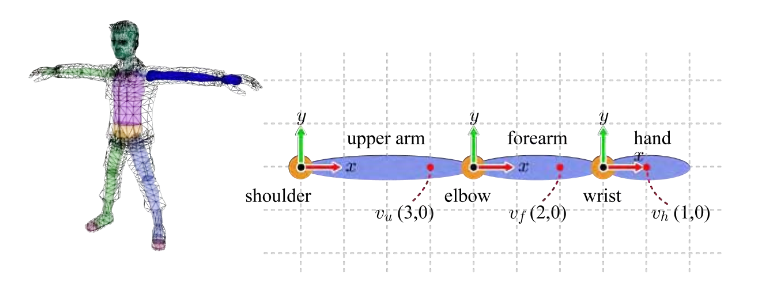 y y y
upper arm forearm hand
x x x
shoulder elbow wrist
v_u (3,0) v_f (2,0) v_h (1,0)